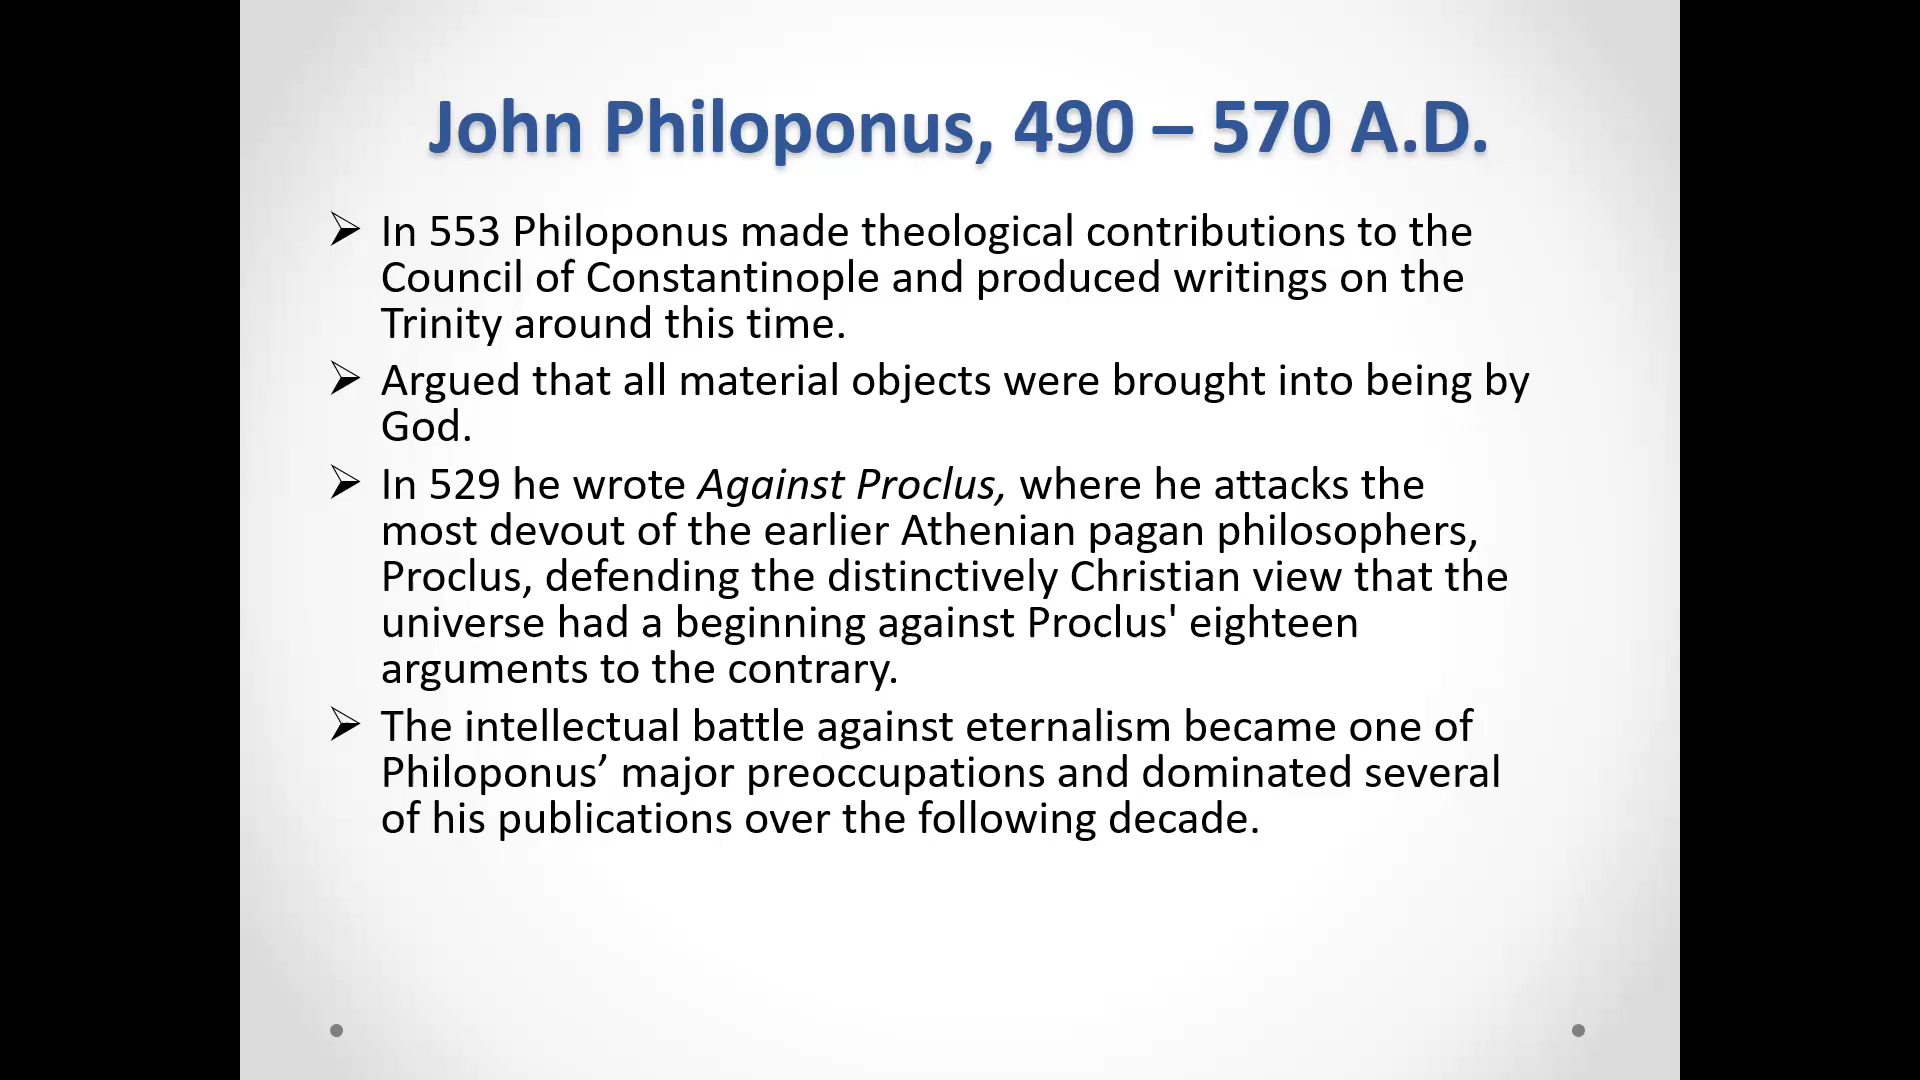 John Philoponus, 490 – 570 A.D.
➢ In 553 Philoponus made theological contributions to the
Council of Constantinople and produced writings on the
Trinity around this time.
➢ Argued that all material objects were brought into being by
God.
➢ In 529 he wrote Against Proclus, where he attacks the
most devout of the earlier Athenian pagan philosophers,
Proclus, defending the distinctively Christian view that the
universe had a beginning against Proclus' eighteen
arguments to the contrary.
➢ The intellectual battle against eternalism became one of
Philoponus’ major preoccupations and dominated several
of his publications over the following decade.